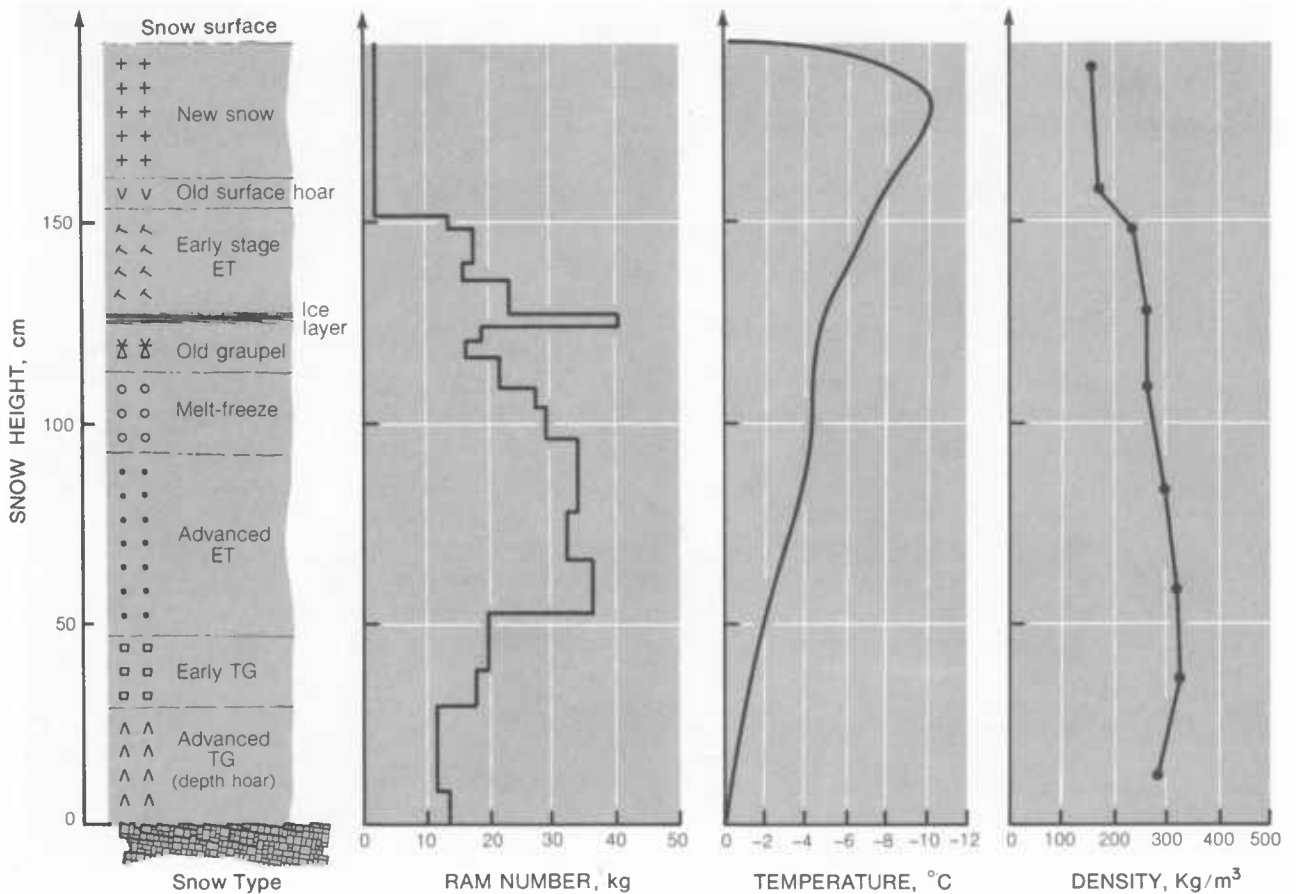 Snow surface
New snow
Old surface hoar
Early stage
ET
Ice
layer
Old graupel
Melt-freeze
Advanced
ET
Early TG
Advanced
TG
(depth hoar)
SNOW HEIGHT, cm
150
100
50
0
Snow Type
0 10 20 30 40 50
RAM NUMBER, kg
0 -2 -4 -6 -8 -10 -12
TEMPERATURE, °C
0 100 200 300 400 500
DENSITY, Kg/m³